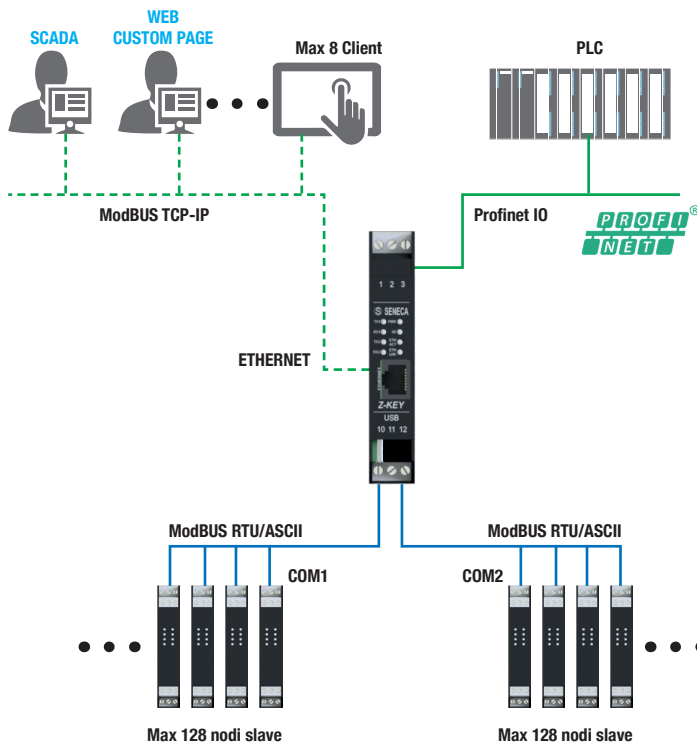 SCADA
WEB
CUSTOM PAGE
Max 8 Client
PLC
ModBUS TCP-IP
Profinet IO
PROFI
NET
®
1 2 3
S SENECA
ETHERNET
ETHERNET
Z-KEY
USB
10 11 12
ModBUS RTU/ASCII
ModBUS RTU/ASCII
COM1
COM2
Max 128 nodi slave
Max 128 nodi slave